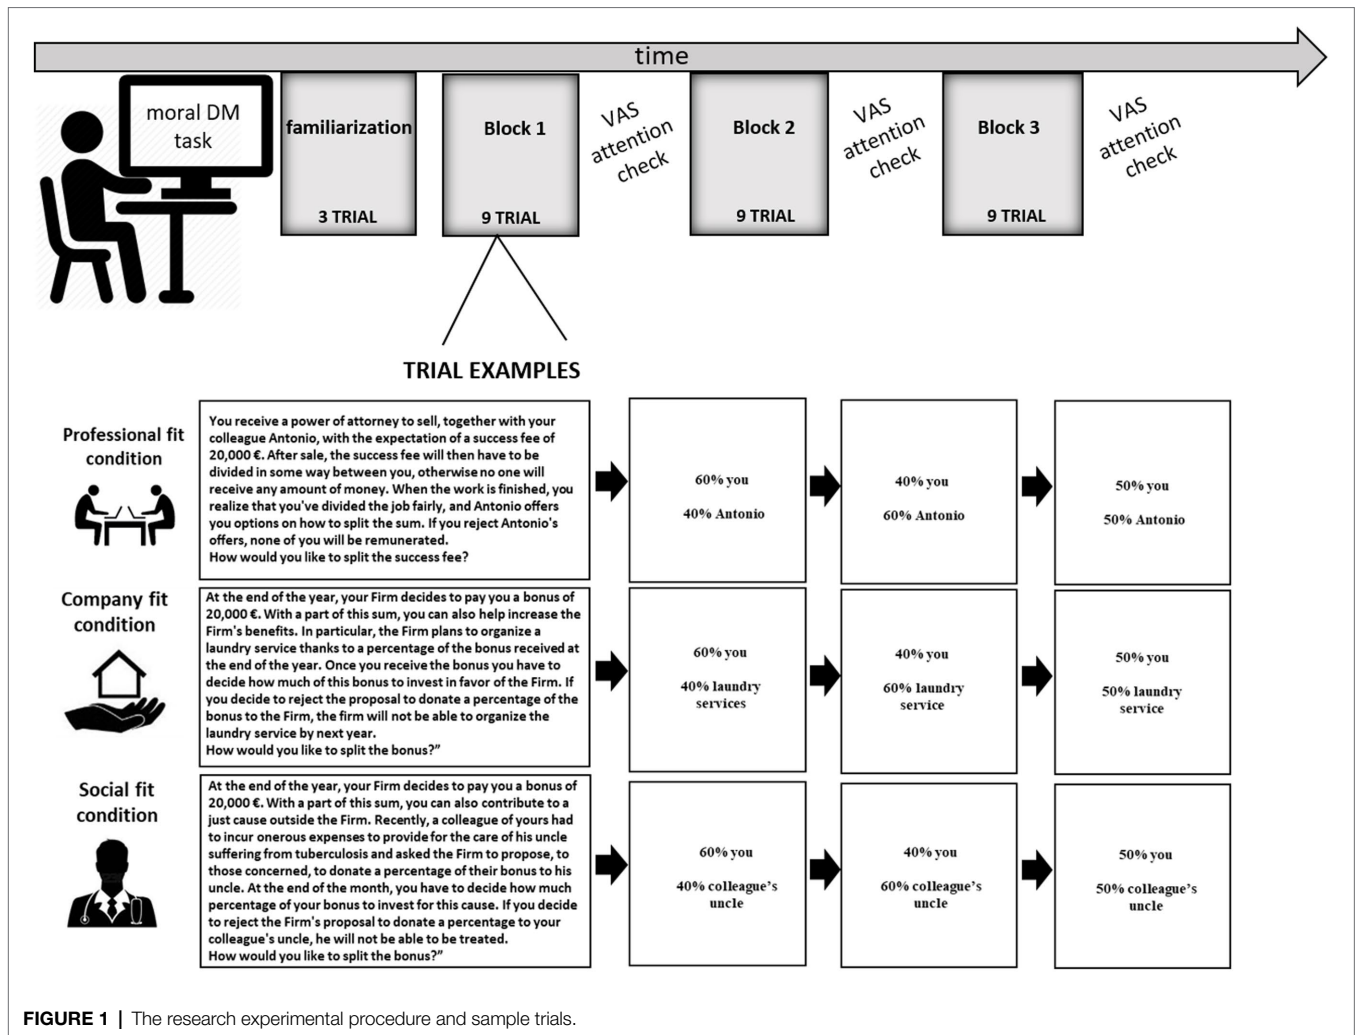 time
moral DM
task
familiarization
3 TRIAL
Block 1
9 TRIAL
VAS
attention
check
Block 2
9 TRIAL
VAS
attention
check
Block 3
9 TRIAL
VAS
attention
check
TRIAL EXAMPLES
Professional fit
condition
You receive a power of attorney to sell, together with your
colleague Antonio, with the expectation of a success fee of
20,000 €. After sale, the success fee will then have to be
divided in some way between you, otherwise no one will
receive any amount of money. When the work is finished, you
realize that you've divided the job fairly, and Antonio offers
you options on how to split the sum. If you reject Antonio's
offers, none of you will be remunerated.
How would you like to split the success fee?
60% you
40% Antonio
40% you
60% Antonio
50% you
50% Antonio
Company fit
condition
At the end of the year, your Firm decides to pay you a bonus of
20,000 €. With a part of this sum, you can also help increase the
Firm's benefits. In particular, the Firm plans to organize a
laundry service thanks to a percentage of the bonus received at
the end of the year. Once you receive the bonus you have to
decide how much of this bonus to invest in favor of the Firm. If
you decide to reject the proposal to donate a percentage of the
bonus to the Firm, the firm will not be able to organize the
laundry service by next year.
How would you like to split the bonus?”
60% you
40% laundry
services
40% you
60% laundry
service
50% you
50% laundry
service
Social fit
condition
At the end of the year, your Firm decides to pay you a bonus of
20,000 €. With a part of this sum, you can also contribute to a
just cause outside the Firm. Recently, a colleague of yours had
to incur onerous expenses to provide for the care of his uncle
suffering from tuberculosis and asked the Firm to propose, to
those concerned, to donate a percentage of their bonus to his
uncle. At the end of the month, you have to decide how much
percentage of your bonus to invest for this cause. If you decide
to reject the Firm's proposal to donate a percentage to your
colleague's uncle, he will not be able to be treated.
How would you like to split the bonus?”
60% you
40% colleague’s
uncle
40% you
60% colleague’s
uncle
50% you
50% colleague’s
uncle
FIGURE 1 | The research experimental procedure and sample trials.